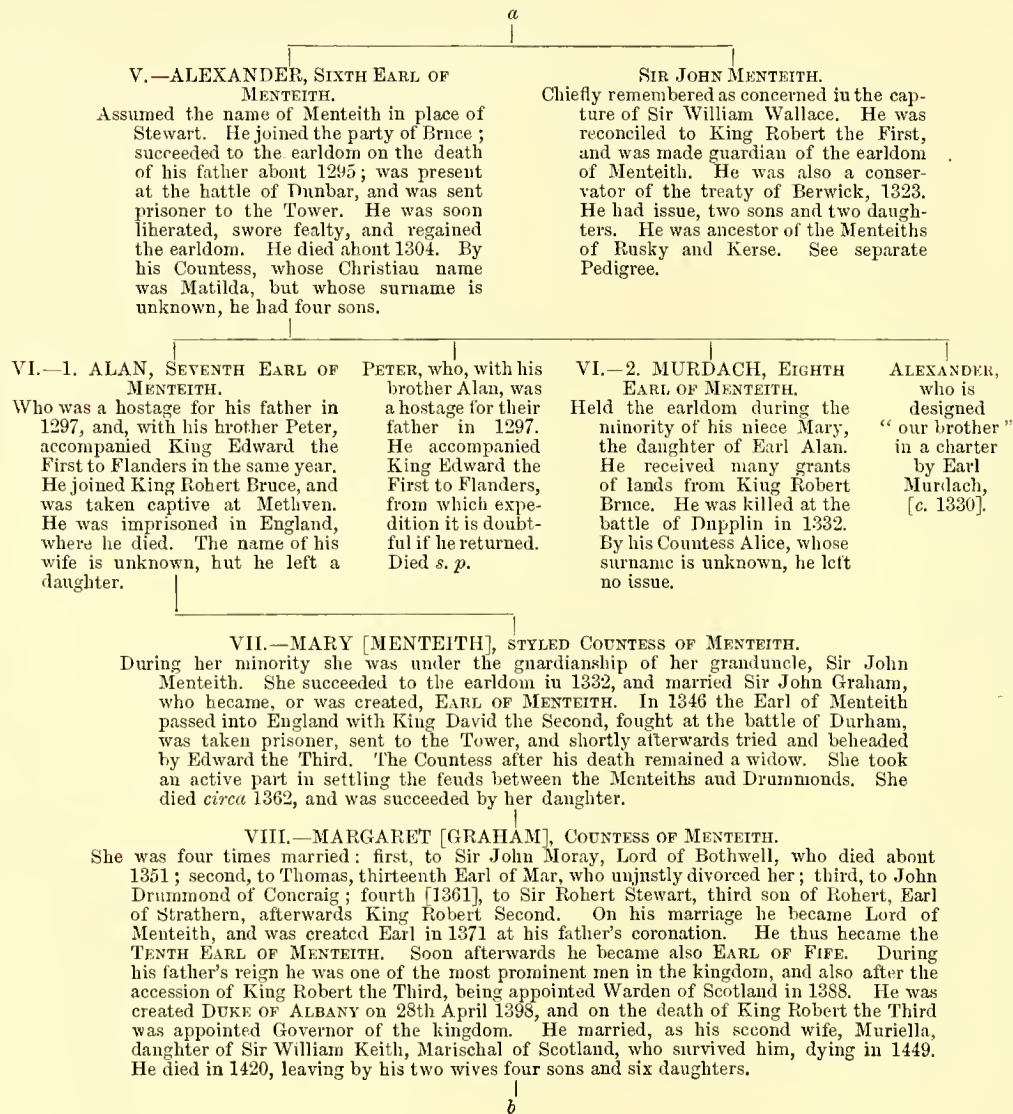 a
V.—ALEXANDER, SIXTH EARL OF
MENTEITH.
Assumed the name of Menteith in place of
Stewart. He joined the party of Bruce ;
succeeded to the earldom on the death
of his father about 1295; was present
at the battle of Dunbar, and was sent
prisoner to the Tower. He was soon
liberated, swore fealty, and regained
the earldom. He died about 1304. By
his Countess, whose Christian name
was Matilda, but whose surname is
unknown, he had four sons.
SIR JOHN MENTEITH.
Chiefly remembered as concerned in the cap-
ture of Sir William Wallace. He was
reconciled to King Robert the First,
and was made guardian of the earldom
of Menteith. He was also a conser-
vator of the treaty of Berwick, 1323.
He had issue, two sons and two daugh-
ters. He was ancestor of the Menteiths
of Rusky and Kerse. See separate
Pedigree.
VI.—1. ALAN, SEVENTH EARL OF
MENTEITH.
Who was a hostage for his father in
1297, and, with his brother Peter,
accompanied King Edward the
First to Flanders in the same year.
He joined King Robert Bruce, and
was taken captive at Methven.
He was imprisoned in England,
where he died. The name of his
wife is unknown, but he left a
daughter.
PETER, who, with his
brother Alan, was
a hostage for their
father in 1297.
He accompanied
King Edward the
First to Flanders,
from which expe-
dition it is doubt-
ful if he returned.
Died s. p.
VI.—2. MURDACH, EIGHTH
EARL OF MENTEITH.
Held the earldom during the
minority of his niece Mary,
the daughter of Earl Alan.
He received many grants
of lands from King Robert
Bruce. He was killed at the
battle of Dupplin in 1332.
By his Countess Alice, whose
surname is unknown, he left
no issue.
ALEXANDER,
who is
designed
“ our brother ”
in a charter
by Earl
Murdach,
[c. 1330].
VII.—MARY [MENTEITH], STYLED COUNTESS OF MENTEITH.
During her minority she was under the guardianship of her granduncle, Sir John
Menteith. She succeeded to the earldom in 1332, and married Sir John Graham,
who became, or was created, EARL OF MENTEITH. In 1346 the Earl of Menteith
passed into England with King David the Second, fought at the battle of Durham,
was taken prisoner, sent to the Tower, and shortly afterwards tried and beheaded
by Edward the Third. The Countess after his death remained a widow. She took
an active part in settling the feuds between the Menteiths and Drummonds. She
died circa 1362, and was succeeded by her daughter.
VIII.—MARGARET [GRAHAM], COUNTESS OF MENTEITH.
She was four times married : first, to Sir John Moray, Lord of Bothwell, who died about
1351 ; second, to Thomas, thirteenth Earl of Mar, who unjustly divorced her ; third, to John
Drummond of Concraig ; fourth [1361], to Sir Robert Stewart, third son of Robert, Earl
of Strathern, afterwards King Robert Second. On his marriage he became Lord of
Menteith, and was created Earl in 1371 at his father's coronation. He thus became the
TENTH EARL OF MENTEITH. Soon afterwards he became also EARL OF FIFE. During
his father's reign he was one of the most prominent men in the kingdom, and also after the
accession of King Robert the Third, being appointed Warden of Scotland in 1388. He was
created DUKE OF ALBANY on 28th April 1398, and on the death of King Robert the Third
was appointed Governor of the kingdom. He married, as his second wife, Muriella,
daughter of Sir William Keith, Marischal of Scotland, who survived him, dying in 1449.
He died in 1420, leaving by his two wives four sons and six daughters.
b